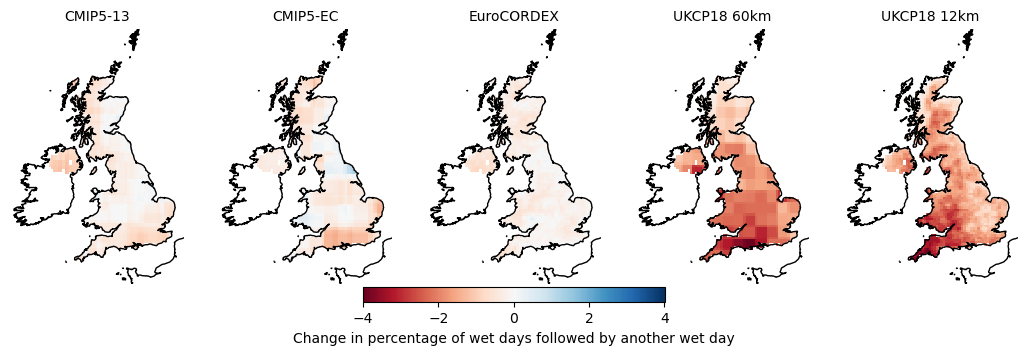 CMIP5-13 CMIP5-EC EuroCORDEX UKCP18 60km UKCP18 12km
−4 −2 0 2 4
Change in percentage of wet days followed by another wet day